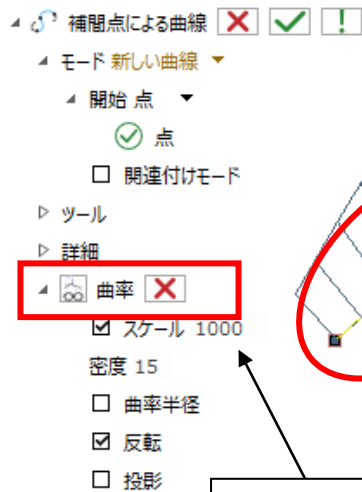 補間点による曲線
モード 新しい曲線
開始 点
点
関連付けモード
ツール
詳細
曲率
スケール 1000
密度 15
曲率半径
反転
投影